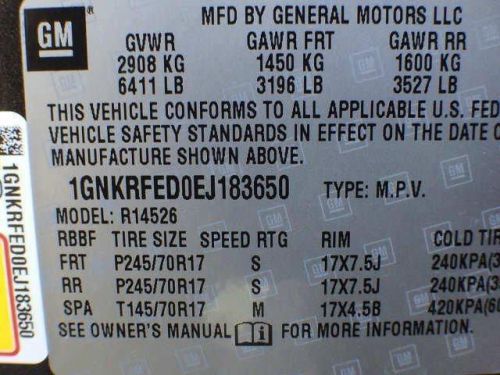 GM
MFD BY GENERAL MOTORS LLC
GVWR GAWR FRT GAWR RR
2908 KG 1450 KG 1600 KG
6411 LB 3196 LB 3527 LB
THIS VEHICLE CONFORMS TO ALL APPLICABLE U.S. FED
VEHICLE SAFETY STANDARDS IN EFFECT ON THE DATE O
MANUFACTURE SHOWN ABOVE.
1GNKRFED0EJ183650 TYPE: M.P.V.
MODEL: R14526
RBBF TIRE SIZE SPEED RTG RIM COLD TIR
FRT P245/70R17 S 17X7.5J 240KPA(3
RR P245/70R17 S 17X7.5J 240KPA(3
SPA T145/70R17 M 17X4.5B 420KPA(60
SEE OWNER'S MANUAL FOR MORE INFORMATION.
1GNKRFED0EJ183650